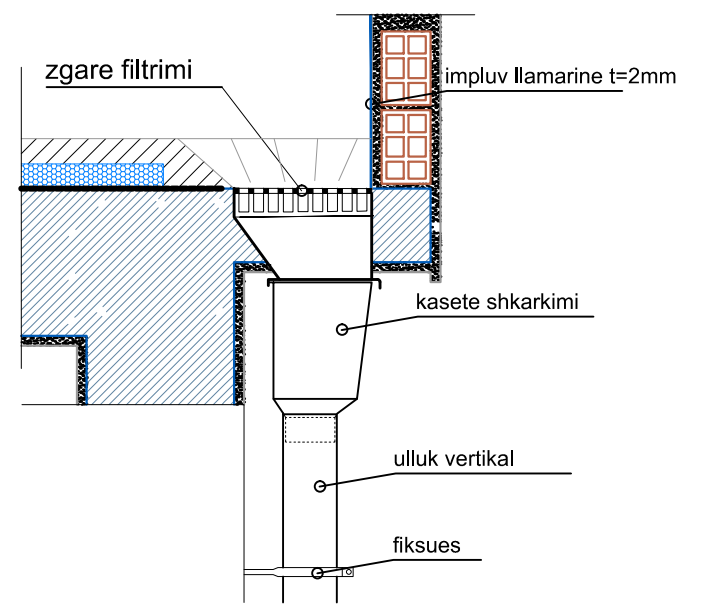 zgare filtrimi
impluv llamarine t=2mm
kasete shkarkimi
ulluk vertikal
fiksues